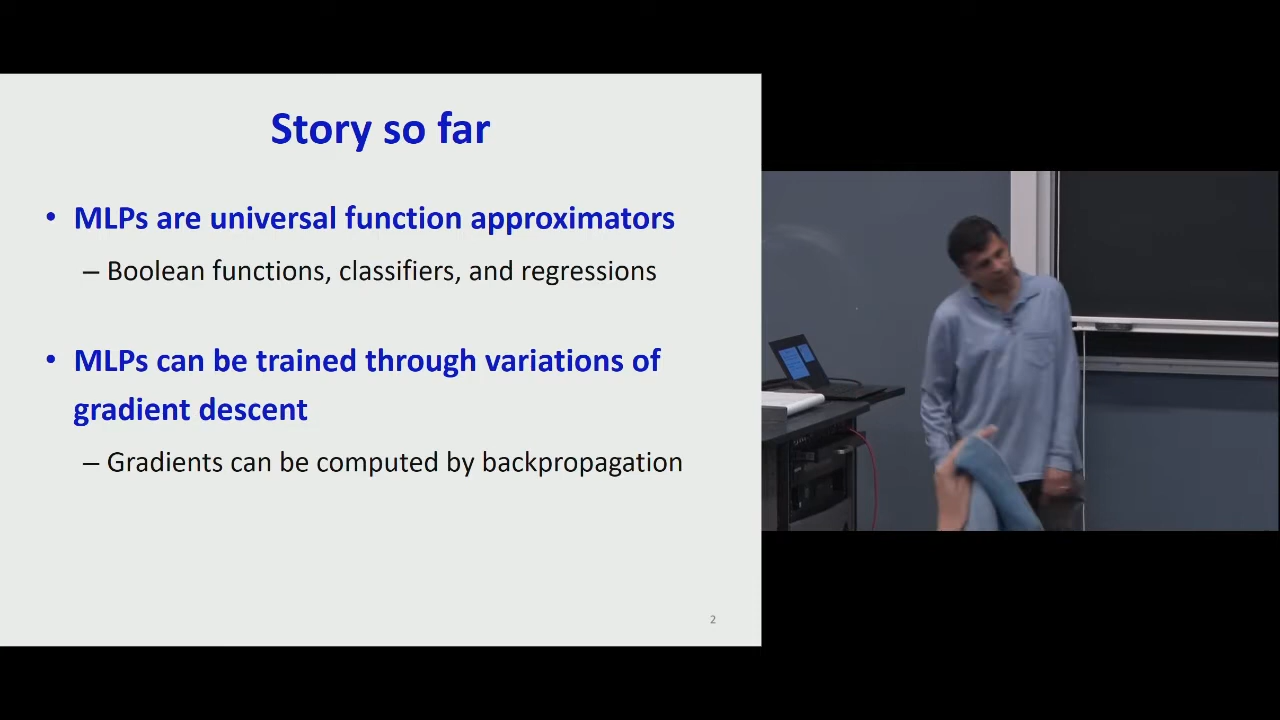 Story so far
• MLPs are universal function approximators
– Boolean functions, classifiers, and regressions
• MLPs can be trained through variations of
gradient descent
– Gradients can be computed by backpropagation
2